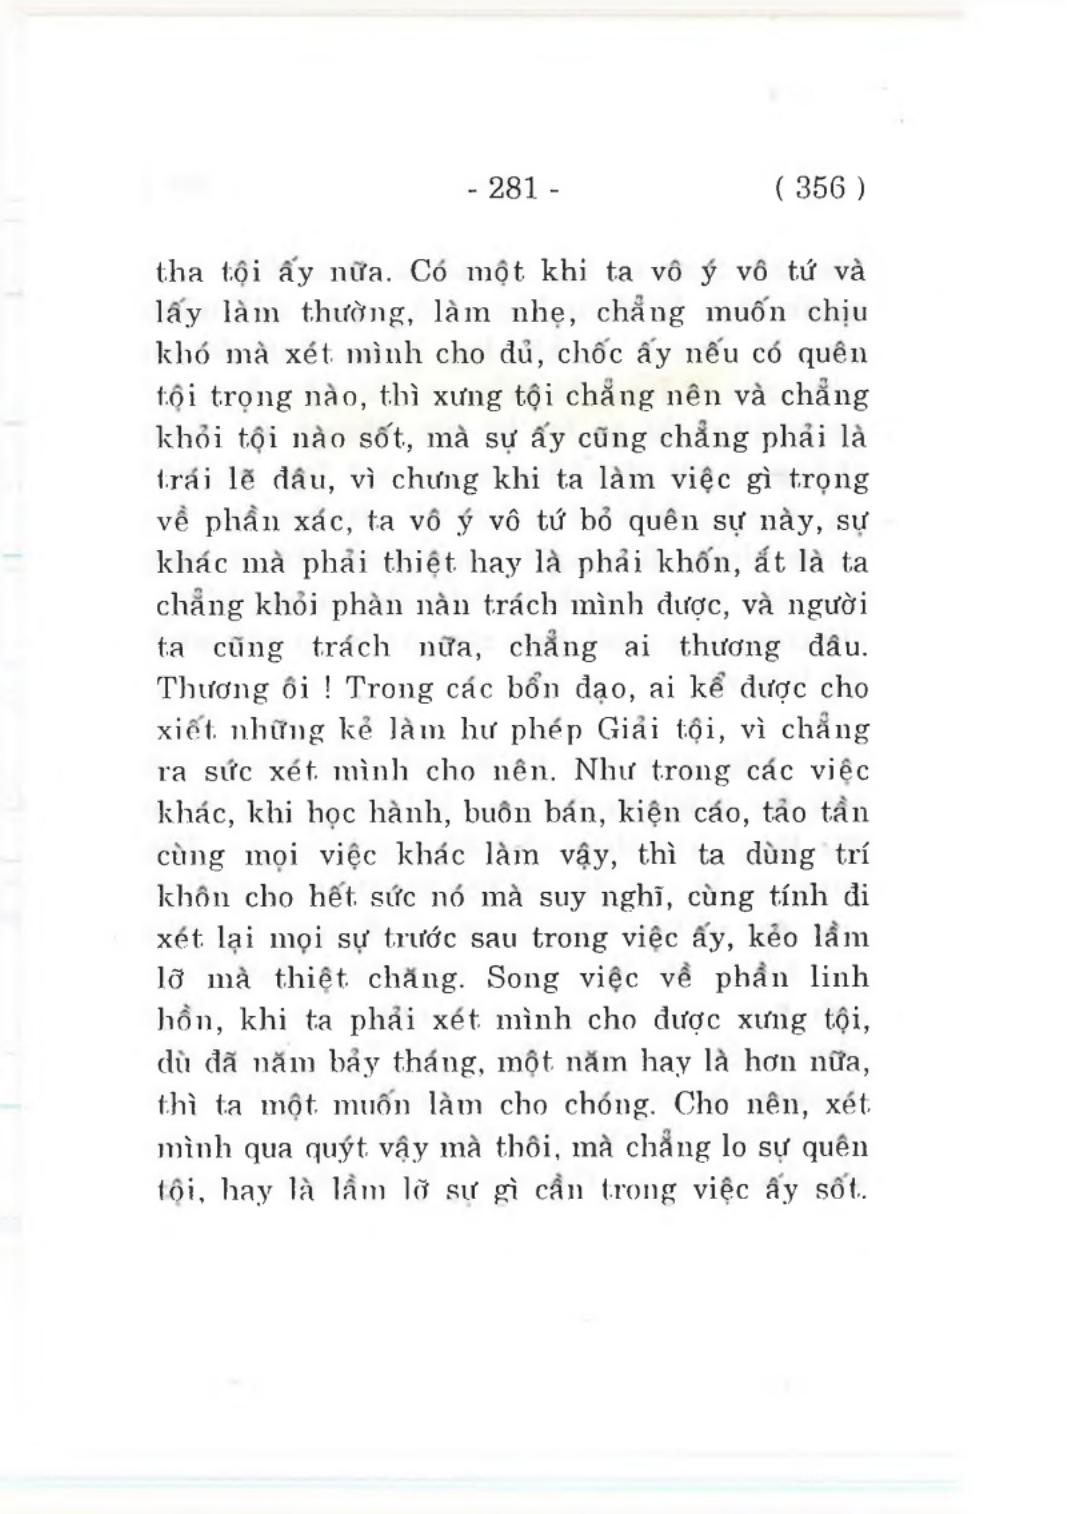 - 281 - ( 356 )
tha tội ấy nữa. Có một khi ta vô ý vô tứ và
lấy làm thường, làm nhẹ, chẳng muốn chịu
khó mà xét mình cho đủ, chốc ấy nếu có quên
tội trọng nào, thì xưng tội chẳng nên và chẳng
khỏi tội nào sốt, mà sự ấy cũng chẳng phải là
trái lẽ đâu, vì chưng khi ta làm việc gì trọng
về phần xác, ta vô ý vô tứ bỏ quên sự này, sự
khác mà phải thiệt hay là phải khốn, ắt là ta
chẳng khỏi phàn nàn trách mình được, và người
ta cũng trách nữa, chẳng ai thương đâu.
Thương ôi ! Trong các bổn đạo, ai kể được cho
xiết những kẻ làm hư phép Giải tội, vì chẳng
ra sức xét mình cho nên. Như trong các việc
khác, khi học hành, buôn bán, kiện cáo, tảo tần
cùng mọi việc khác làm vậy, thì ta dùng trí
khôn cho hết sức nó mà suy nghĩ, cùng tính đi
xét lại mọi sự trước sau trong việc ấy, kẻo lầm
lỡ mà thiệt chăng. Song việc về phần linh
hồn, khi ta phải xét mình cho được xưng tội,
dù đã năm bảy tháng, một năm hay là hơn nữa,
thì ta một muốn làm cho chóng. Cho nên, xét
mình qua quýt vậy mà thôi, mà chẳng lo sự quên
tội, hay là lầm lỡ sự gì cần trong việc ấy sốt.